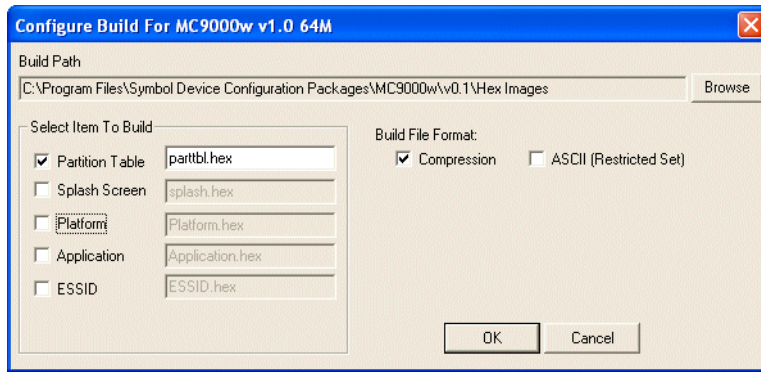 Configure Build For MC9000w v1.0 64M
Build Path
C:\Program Files\Symbol Device Configuration Packages\MC9000w\v0.1\Hex Images
Browse
Select Item To Build
Partition Table parttbl.hex
Splash Screen splash.hex
Platform Platform.hex
Application Application.hex
ESSID ESSID.hex
Build File Format:
Compression ASCII (Restricted Set)
OK Cancel